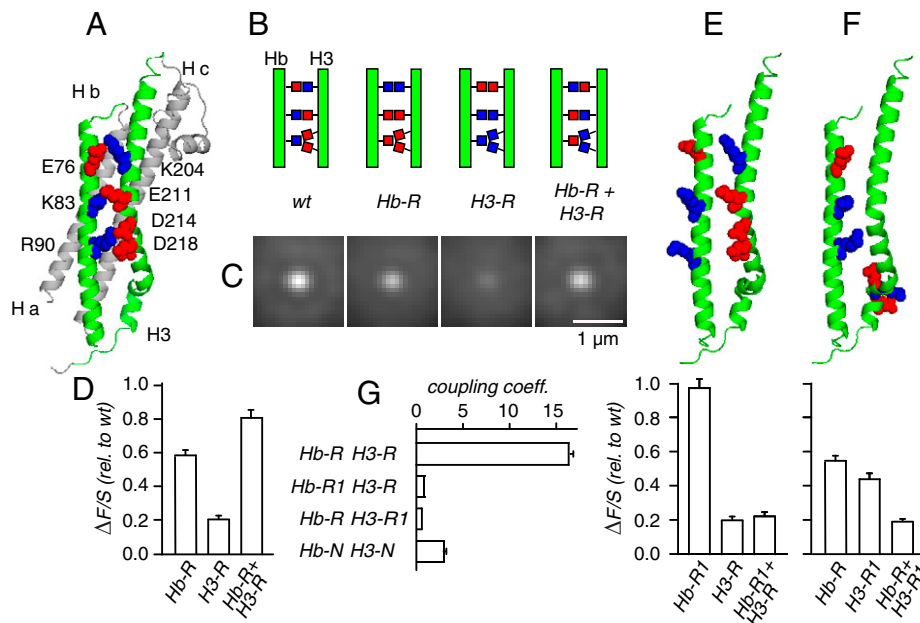 A
B
E
F
Hb
H3
H c
H b
E76
K204
K83
E211
R90
D214
D218
H a
H3
wt
Hb-R
H3-R
Hb-R +
H3-R
C
1 µm
D
ΔF/S (rel. to wt)
1.0
0.8
0.6
0.4
0.2
0.0
Hb-R
H3-R
Hb-R+
H3-R
G
coupling coeff.
0 5 10 15
Hb-R H3-R
Hb-R1 H3-R
Hb-R H3-R1
Hb-N H3-N
ΔF/S (rel. to wt)
1.0
0.8
0.6
0.4
0.2
0.0
Hb-R1
H3-R
Hb-R1+
H3-R
Hb-R
H3-R1
Hb-R+
H3-R1